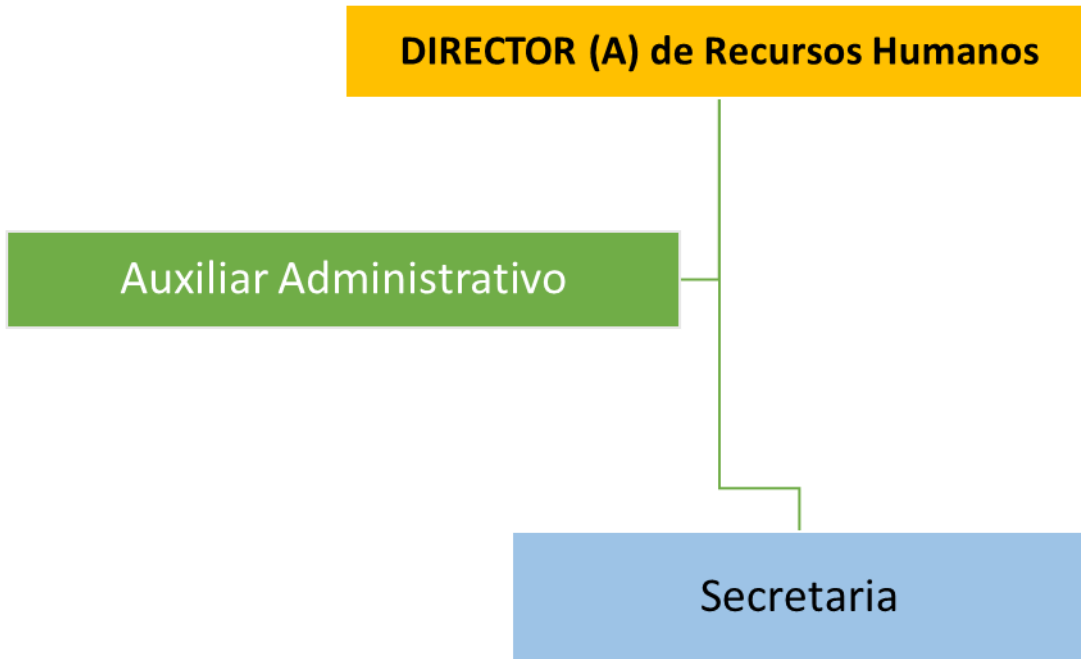 DIRECTOR (A) de Recursos Humanos
Auxiliar Administrativo
Secretaria